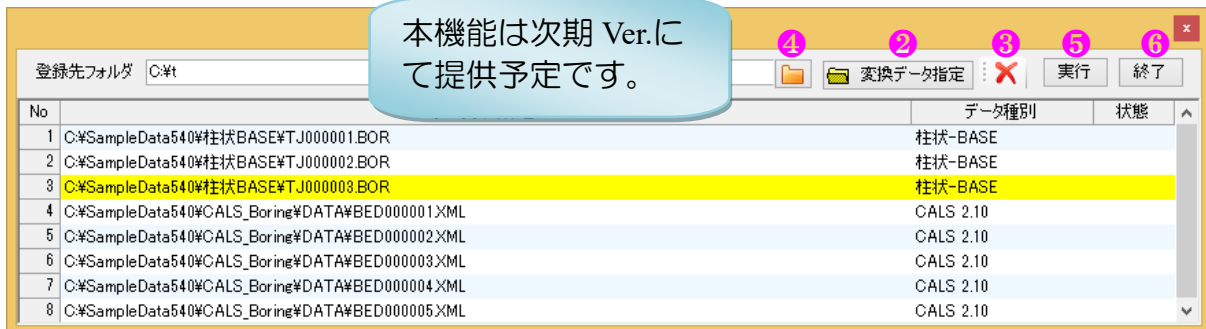 本機能は次期 Ver.に
て提供予定です。
x
❹ ❷ ❸ ❺ ❻
登録先フォルダ C:¥t 変換データ指定 実行 終了
No データ種別 状態
1 C:¥SampleData540¥柱状BASE¥TJ000001.BOR 柱状-BASE
2 C:¥SampleData540¥柱状BASE¥TJ000002.BOR 柱状-BASE
3 C:¥SampleData540¥柱状BASE¥TJ000003.BOR 柱状-BASE
4 C:¥SampleData540¥CALS_Boring¥DATA¥BED000001.XML CALS 2.10
5 C:¥SampleData540¥CALS_Boring¥DATA¥BED000002.XML CALS 2.10
6 C:¥SampleData540¥CALS_Boring¥DATA¥BED000003.XML CALS 2.10
7 C:¥SampleData540¥CALS_Boring¥DATA¥BED000004.XML CALS 2.10
8 C:¥SampleData540¥CALS_Boring¥DATA¥BED000005.XML CALS 2.10